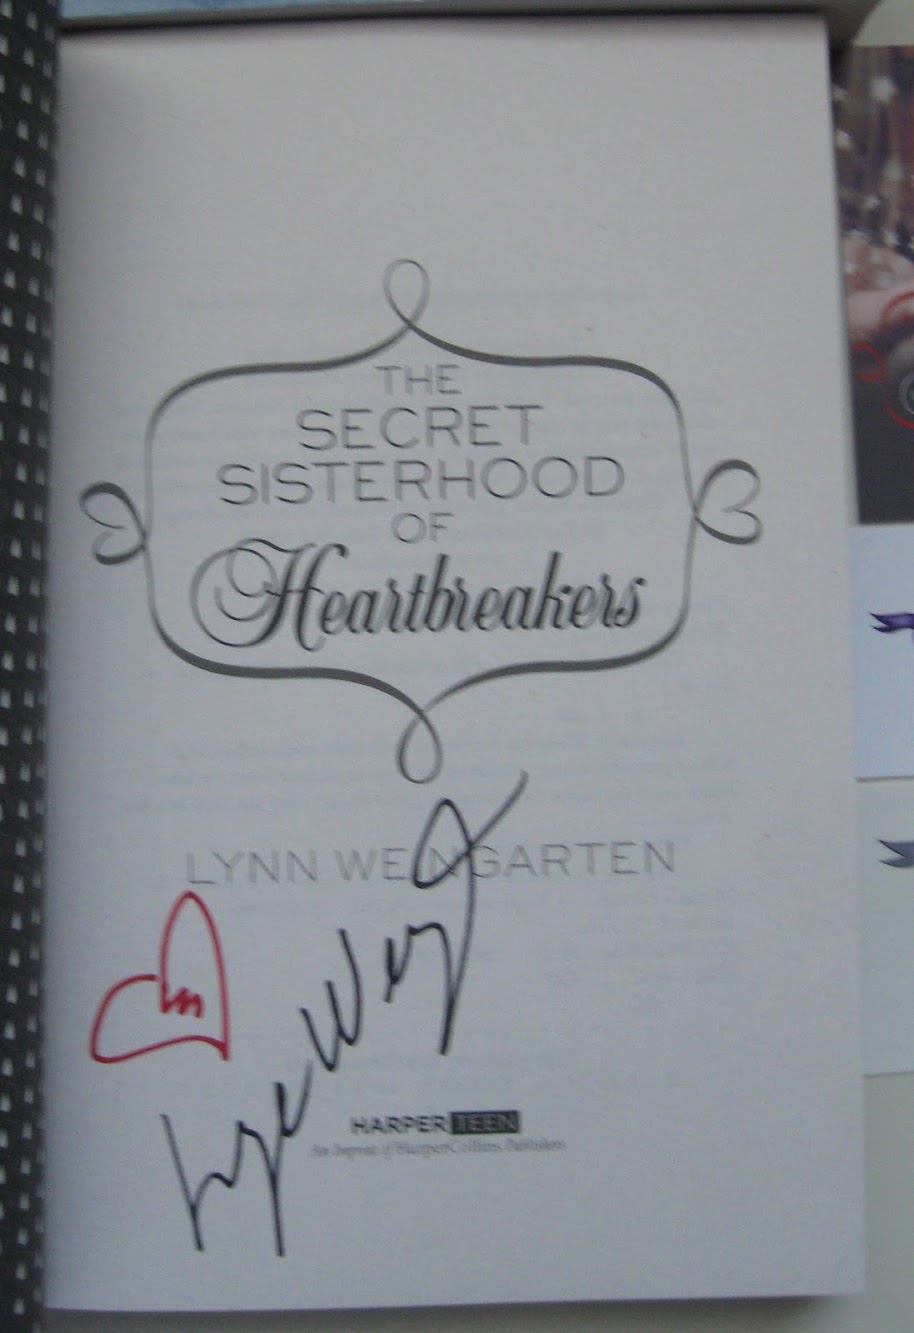 THE
SECRET
SISTERHOOD
OF
Heartbreakers
LYNN WEINGARTEN
HARPER TEEN
An Imprint of HarperCollins Publishers